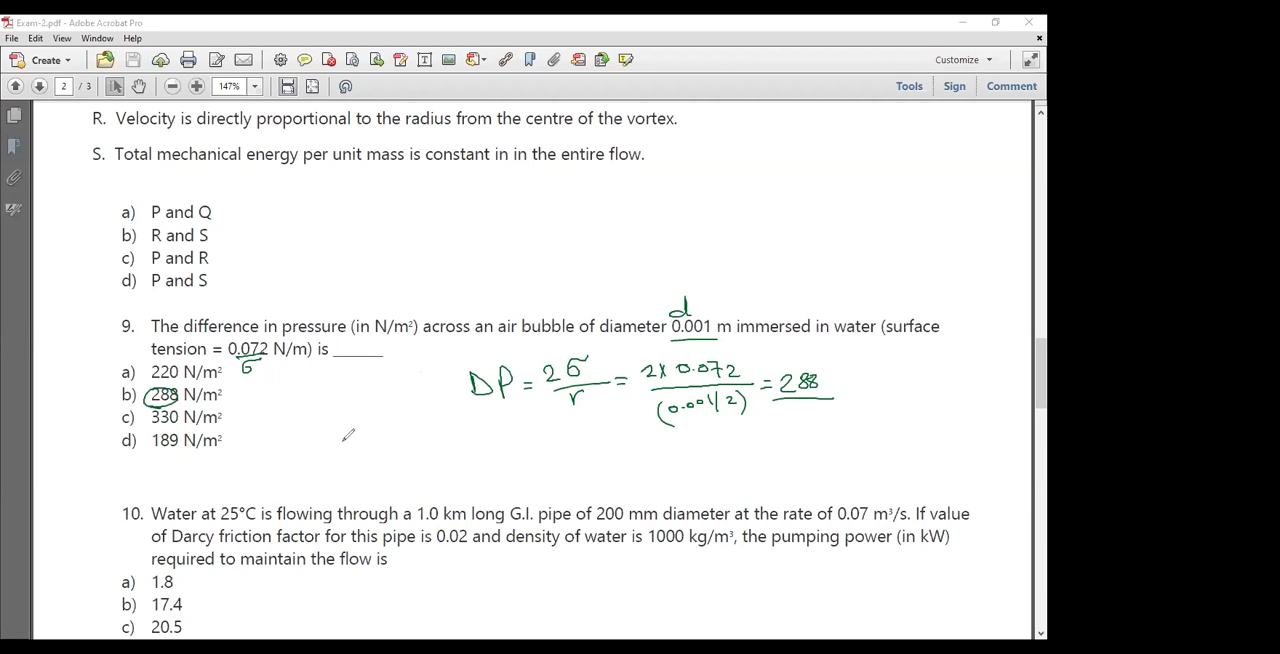 Exam-2.pdf - Adobe Acrobat Pro
File Edit View Window Help
Create Customize
2 / 3 147% Tools Sign Comment
R. Velocity is directly proportional to the radius from the centre of the vortex.
S. Total mechanical energy per unit mass is constant in in the entire flow.
a) P and Q
b) R and S
c) P and R
d) P and S
d
9. The difference in pressure (in N/m²) across an air bubble of diameter 0.001 m immersed in water (surface
tension = 0.072 N/m) is ______
σ
a) 220 N/m²
b) 288 N/m²
c) 330 N/m²
d) 189 N/m²
DP = 2σ/r = 2 x 0.072/(0.001/2) = 288
10. Water at 25°C is flowing through a 1.0 km long G.I. pipe of 200 mm diameter at the rate of 0.07 m³/s. If value
of Darcy friction factor for this pipe is 0.02 and density of water is 1000 kg/m³, the pumping power (in kW)
required to maintain the flow is
a) 1.8
b) 17.4
c) 20.5